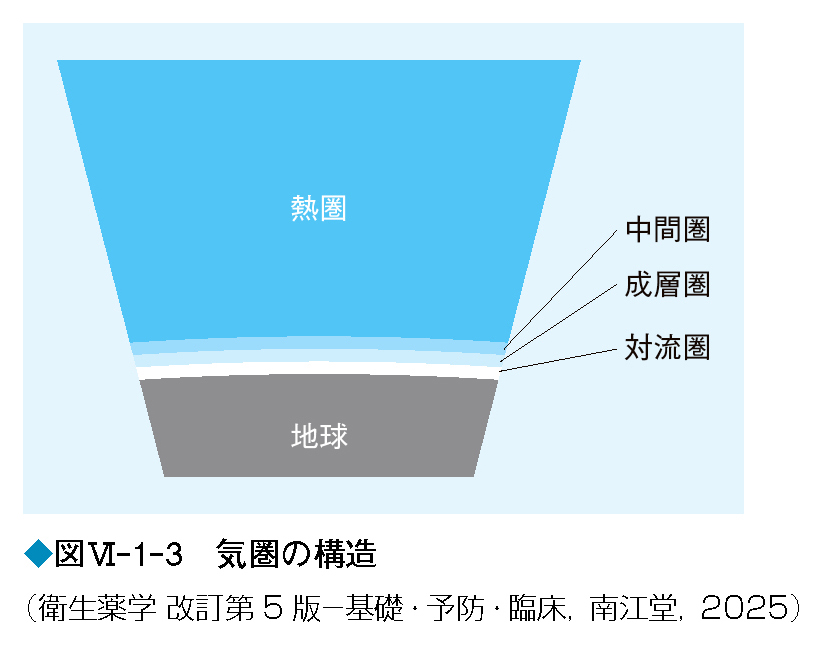 熱圏
中間圏
成層圏
対流圏
地球
◆図Ⅵ-1-3　気圏の構造
（衛生薬学 改訂第5版－基礎・予防・臨床, 南江堂, 2025）